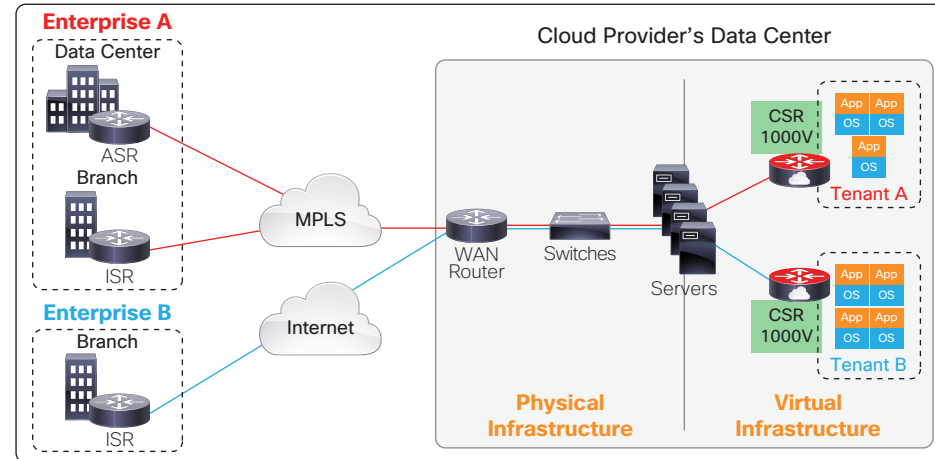 Enterprise A
Data Center
ASR
Branch
ISR
Enterprise B
Branch
ISR
MPLS
Internet
Cloud Provider's Data Center
WAN
Router
Switches
Servers
Physical
Infrastructure
CSR
1000V
App App
OS OS
App
OS
Tenant A
CSR
1000V
App App
OS OS
App App
OS OS
Tenant B
Virtual
Infrastructure